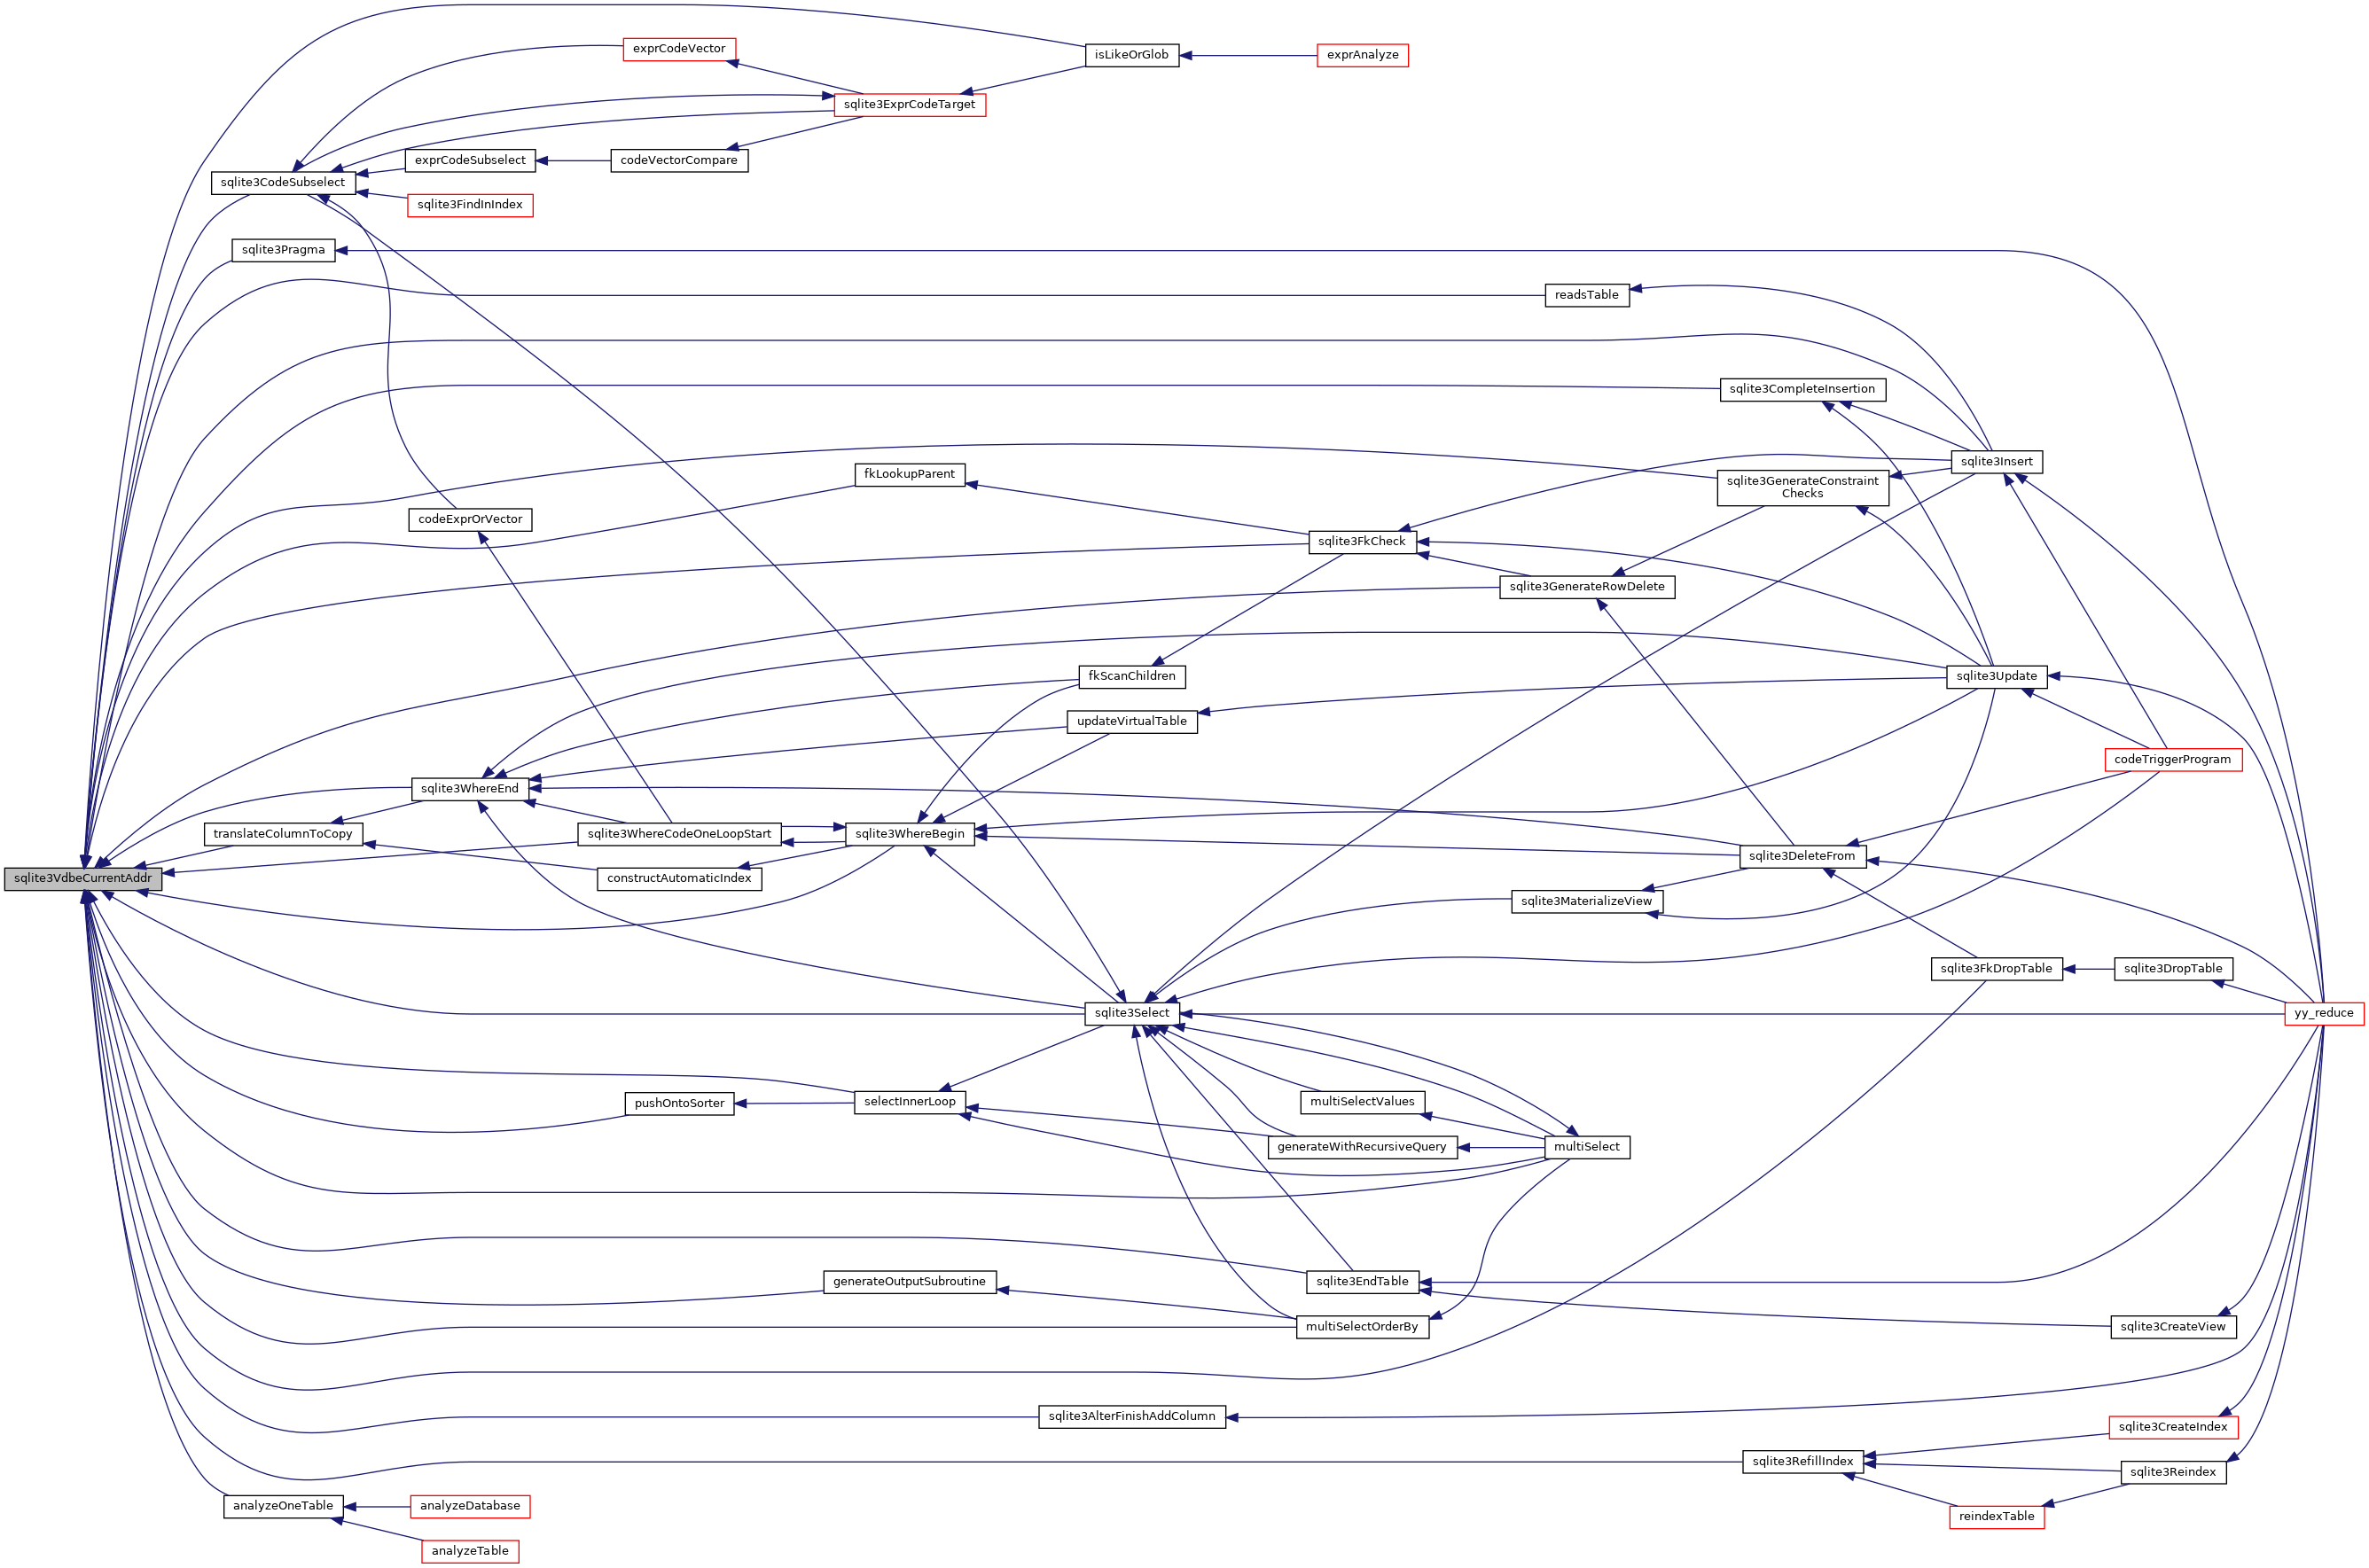 isLikeOrGlob
exprCodeVector
exprAnalyze
sqlite3ExprCodeTarget
exprCodeSubselect
codeVectorCompare
sqlite3CodeSubselect
sqlite3FindInIndex
sqlite3Pragma
readsTable
sqlite3CompleteInsertion
sqlite3Insert
fkLookupParent
sqlite3GenerateConstraint
Checks
codeExprOrVector
sqlite3FkCheck
sqlite3GenerateRowDelete
fkScanChildren
sqlite3Update
updateVirtualTable
codeTriggerProgram
sqlite3WhereEnd
translateColumnToCopy
sqlite3WhereCodeOneLoopStart
sqlite3WhereBegin
sqlite3DeleteFrom
sqlite3VdbeCurrentAddr
constructAutomaticIndex
sqlite3MaterializeView
sqlite3FkDropTable
sqlite3DropTable
sqlite3Select
yy_reduce
pushOntoSorter
selectInnerLoop
multiSelectValues
generateWithRecursiveQuery
multiSelect
generateOutputSubroutine
sqlite3EndTable
multiSelectOrderBy
sqlite3CreateView
sqlite3AlterFinishAddColumn
sqlite3CreateIndex
sqlite3RefillIndex
sqlite3Reindex
analyzeOneTable
analyzeDatabase
reindexTable
analyzeTable